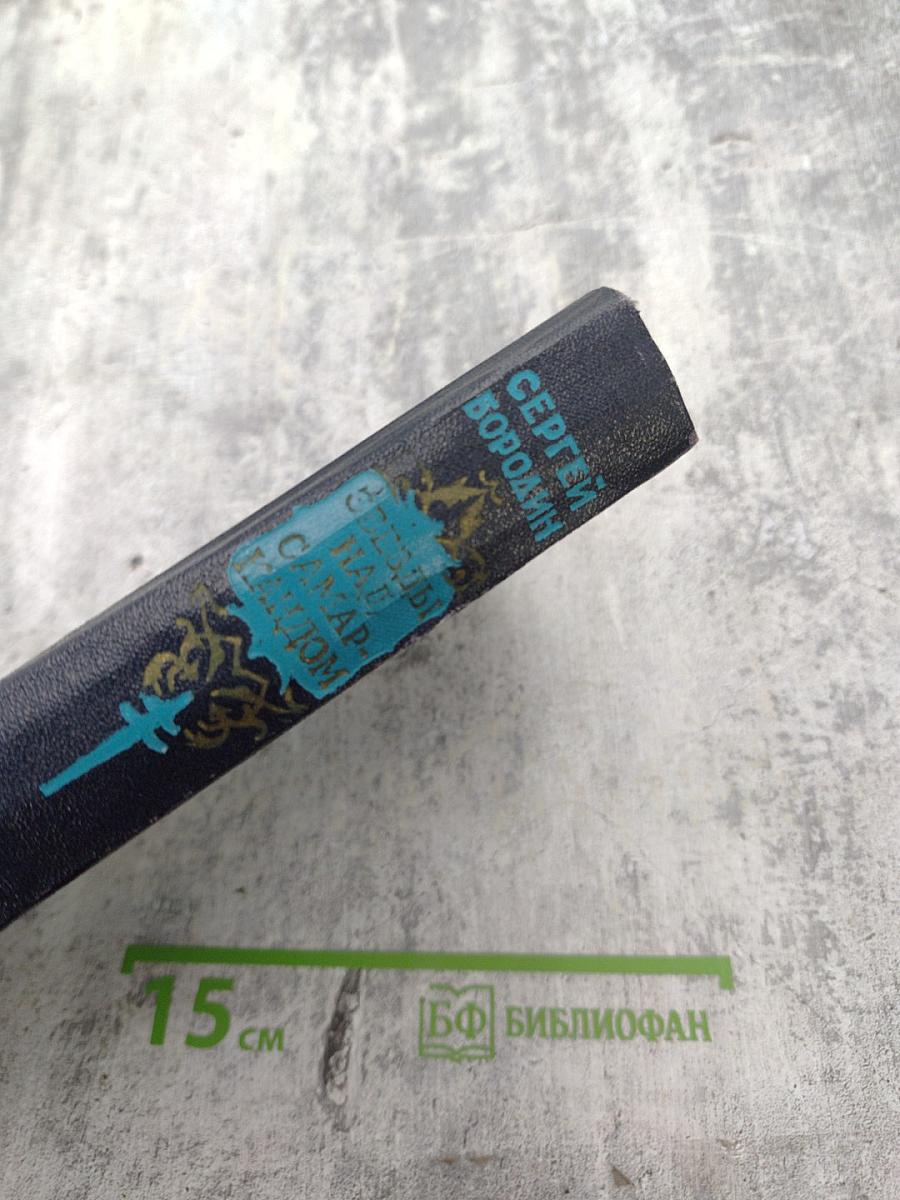 СЕРГЕЙ
БОРОДИН
ЗВЕЗДЫ
НАД
САМАР-
КАНДОМ
15 см
БФ БИБЛИОФАН